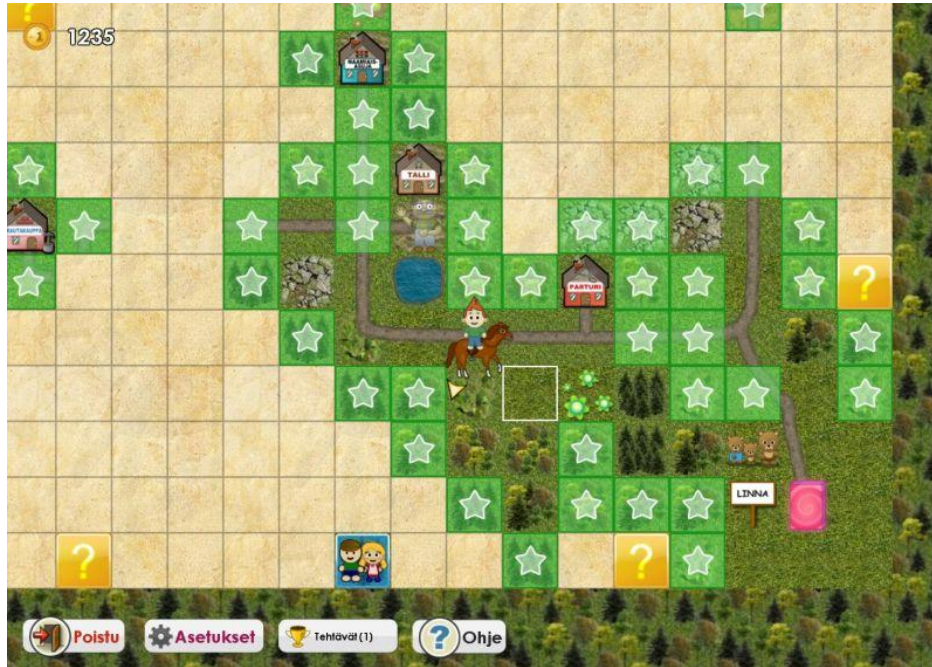 1235
TALLI
PARTURI
LINNA
?
?
?
?
Poistu
Asetukset
Tehtävät (1)
?
Ohje